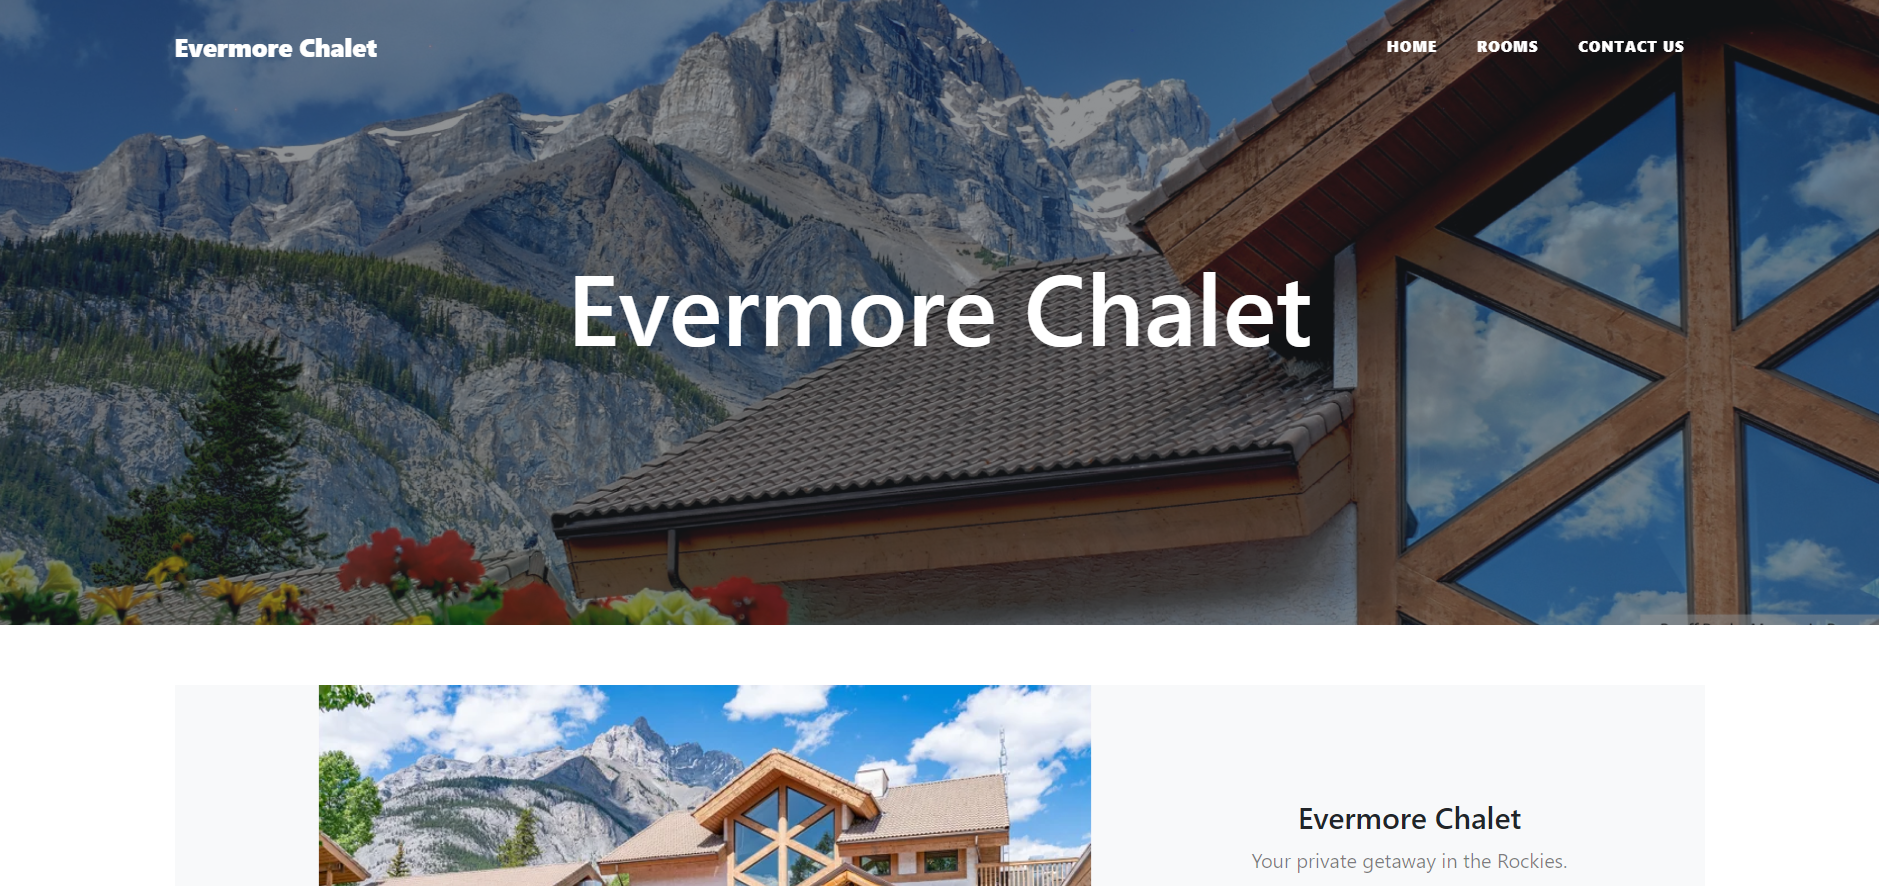 Evermore Chalet
HOME ROOMS CONTACT US
Evermore Chalet
Evermore Chalet
Your private getaway in the Rockies.